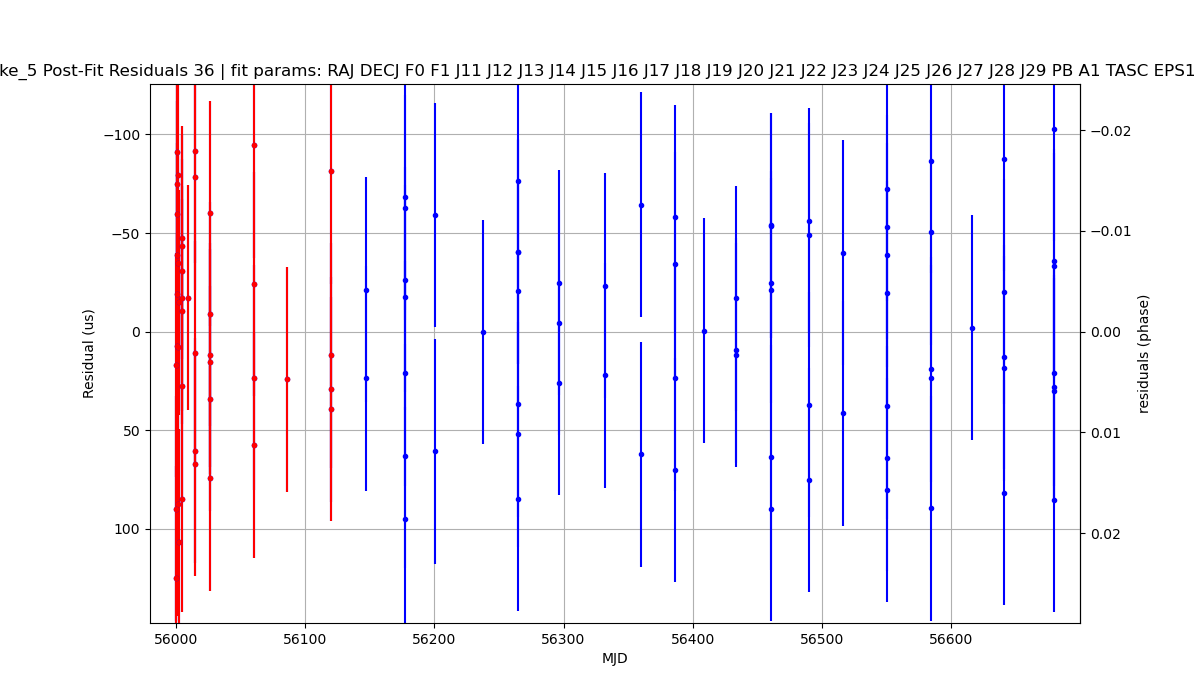 ke_5 Post-Fit Residuals 36 | fit params: RAJ DECJ F0 F1 J11 J12 J13 J14 J15 J16 J17 J18 J19 J20 J21 J22 J23 J24 J25 J26 J27 J28 J29 PB A1 TASC EPS1
−100
−50
0
50
100
Residual (us)
−0.02
−0.01
0.00
0.01
0.02
residuals (phase)
56000 56100 56200 56300 56400 56500 56600
MJD